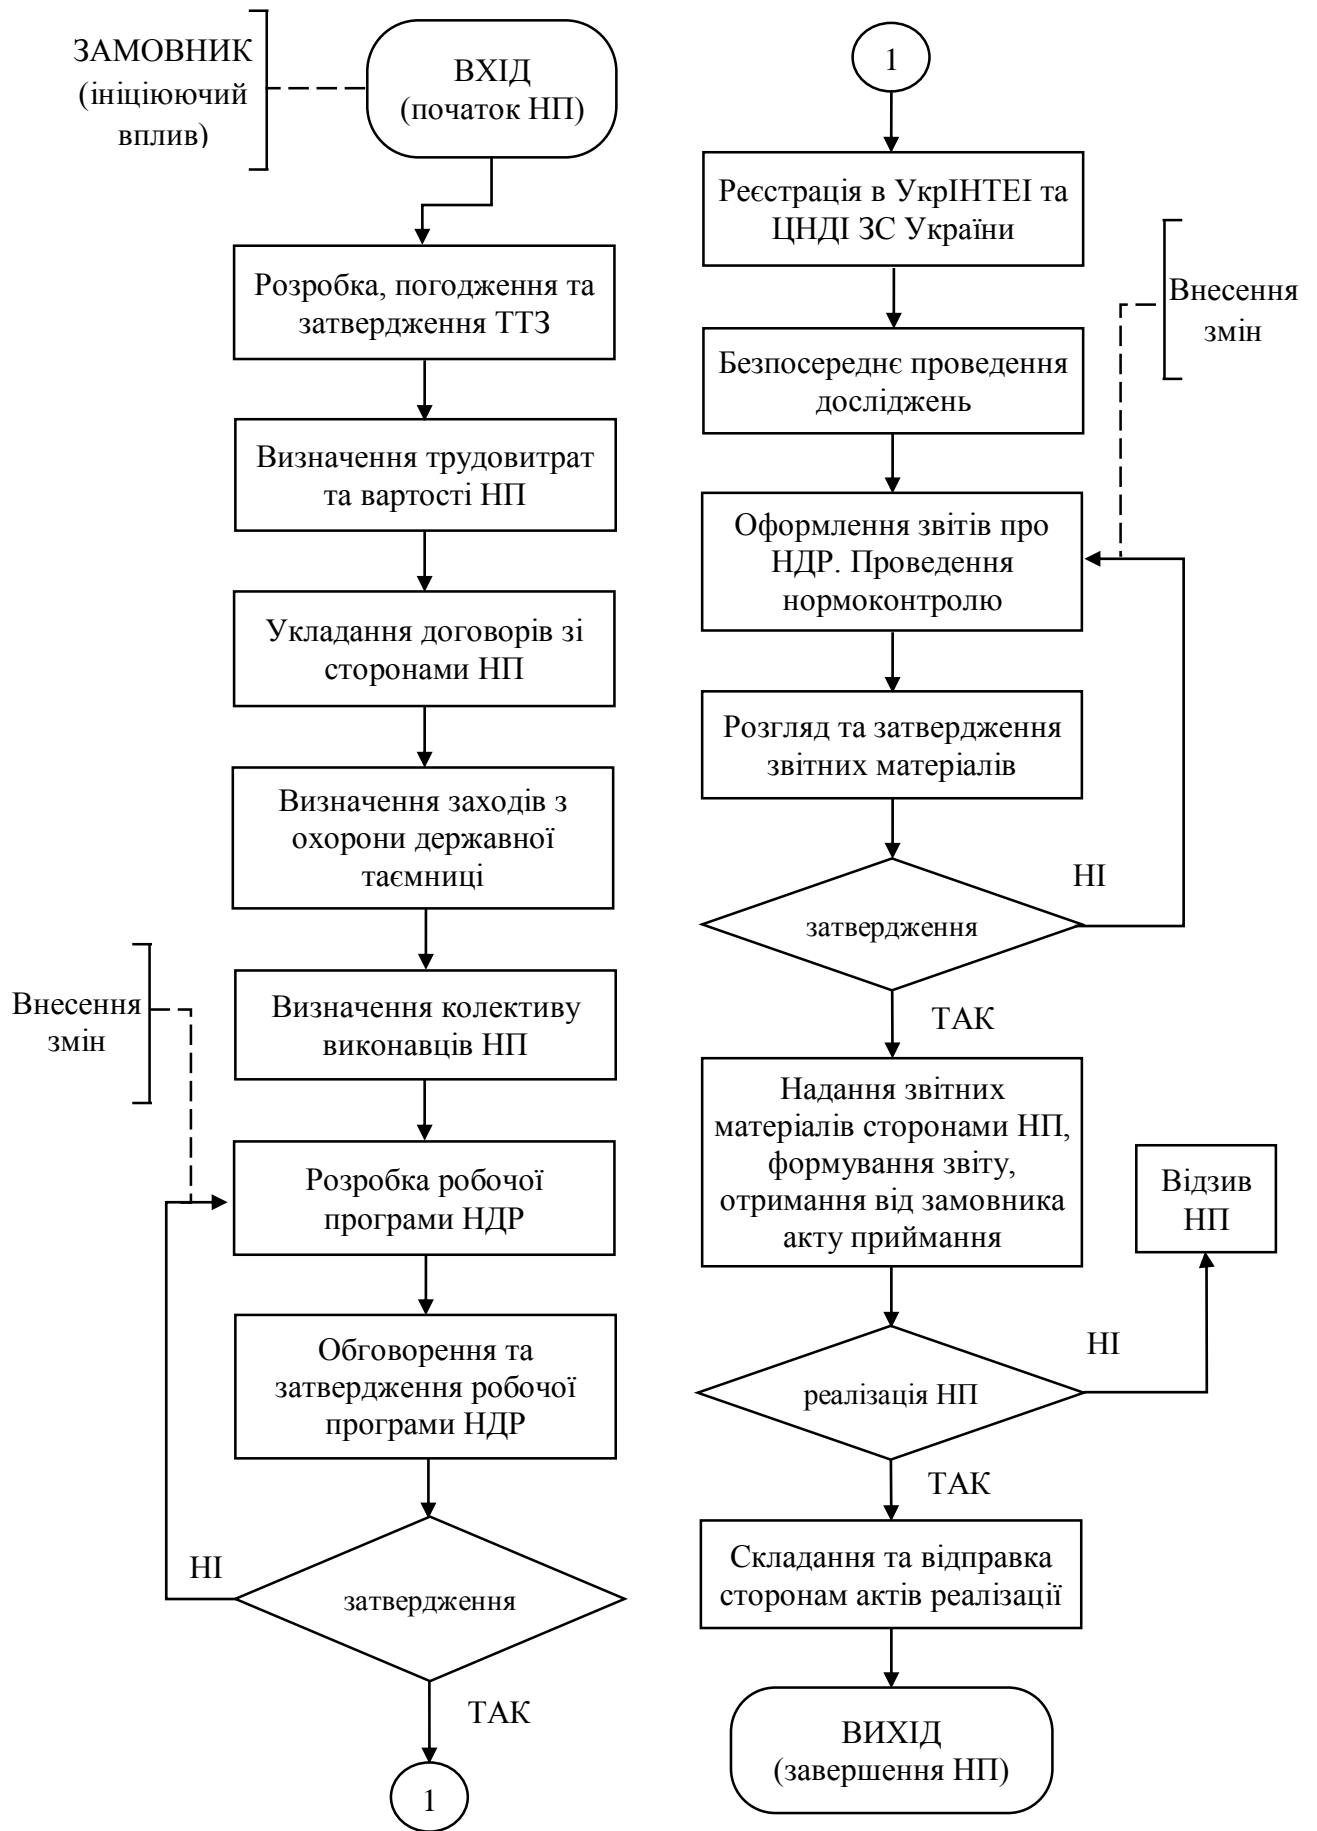 ЗАМОВНИК
(ініціюючий
вплив)
ВХІД
(початок НП)
Розробка, погодження та
затвердження ТТЗ
Визначення трудовитрат
та вартості НП
Укладання договорів зі
сторонами НП
Визначення заходів з
охорони державної
таємниці
Визначення колективу
виконавців НП
Внесення
змін
Розробка робочої
програми НДР
Обговорення та
затвердження робочої
програми НДР
НІ
затвердження
ТАК
1
1
Реєстрація в УкрІНТЕІ та
ЦНДІ ЗС України
Внесення
змін
Безпосереднє проведення
досліджень
Оформлення звітів про
НДР. Проведення
нормоконтролю
Розгляд та затвердження
звітних матеріалів
НІ
затвердження
ТАК
Надання звітних
матеріалів сторонами НП,
формування звіту,
отримання від замовника
акту приймання
Відзив
НП
НІ
реалізація НП
ТАК
Складання та відправка
сторонам актів реалізації
ВИХІД
(завершення НП)